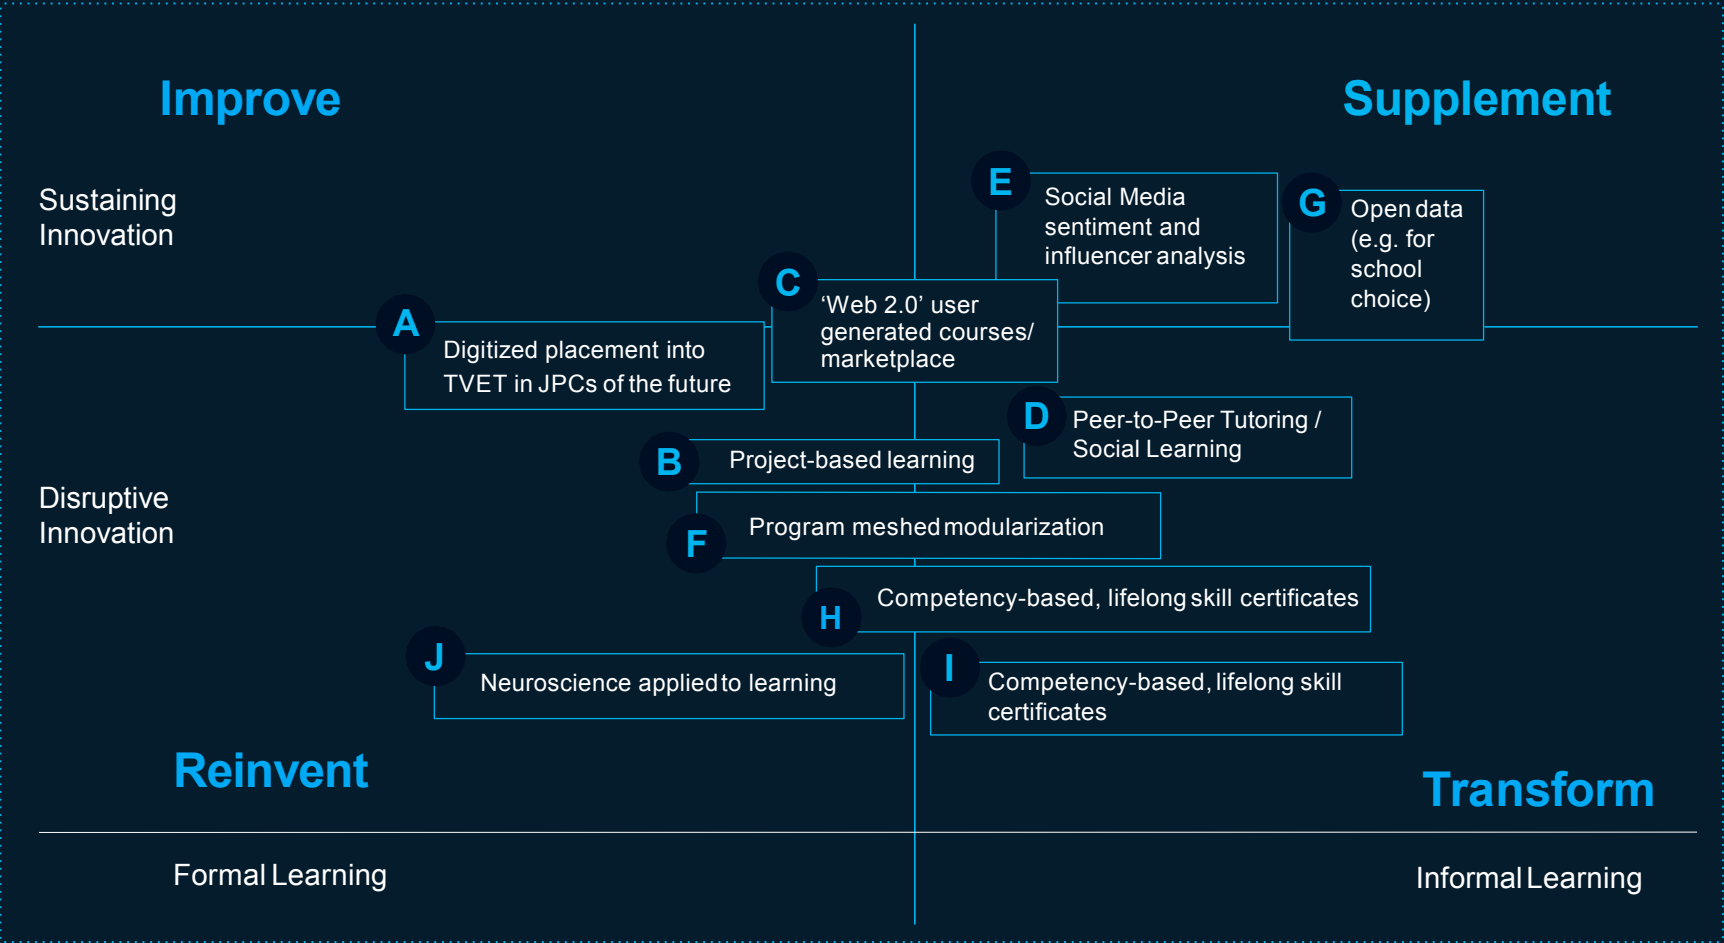 Improve
Supplement
Sustaining
Innovation
E
Social Media
sentiment and
influencer analysis
G
Open data
(e.g. for
school
choice)
C
‘Web 2.0’ user
generated courses/
marketplace
A
Digitized placement into
TVET in JPCs of the future
D
Peer-to-Peer Tutoring /
Social Learning
B
Project-based learning
Disruptive
Innovation
F
Program meshed modularization
H
Competency-based, lifelong skill certificates
J
Neuroscience applied to learning
I
Competency-based, lifelong skill
certificates
Reinvent
Transform
Formal Learning
Informal Learning